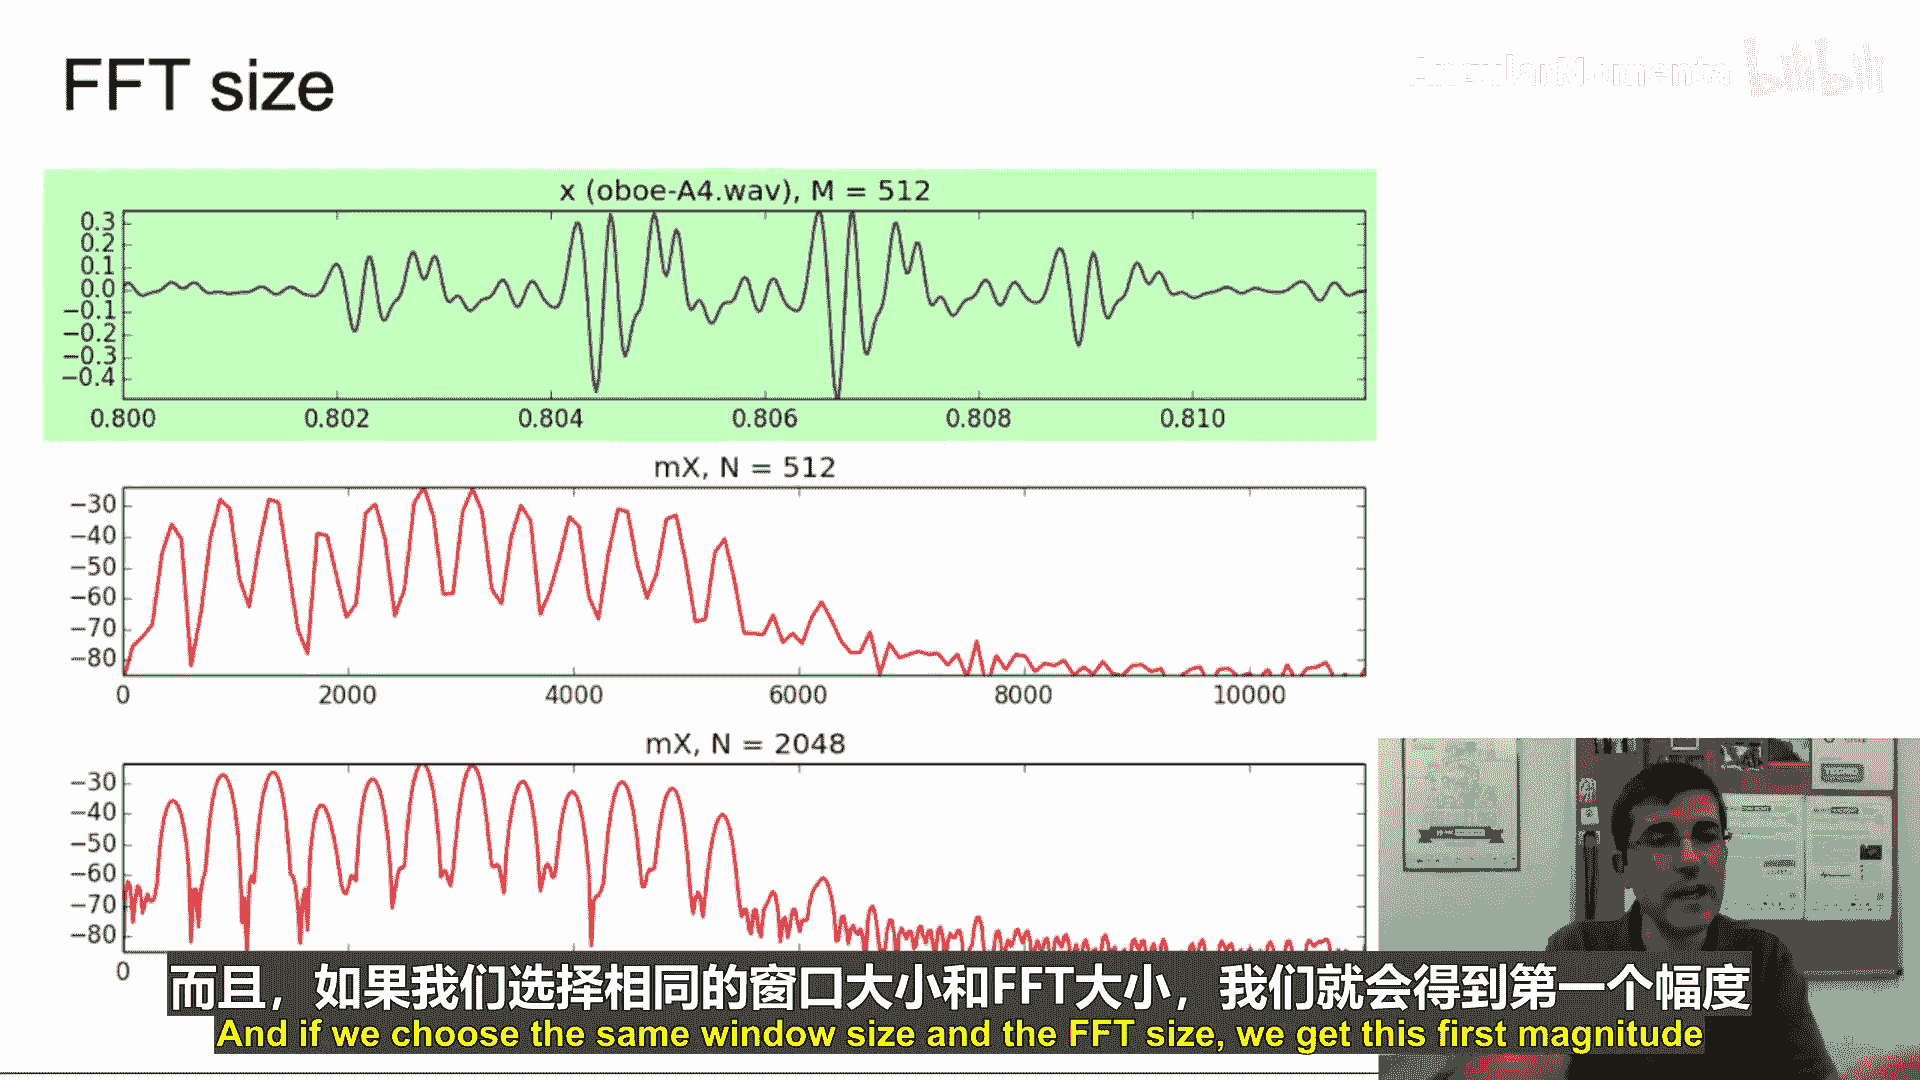 FFT size
AngularMoments bilibili
x (oboe-A4.wav), M = 512
0.3
0.2
0.1
0.0
−0.1
−0.2
−0.3
−0.4
0.800 0.802 0.804 0.806 0.808 0.810
mX, N = 512
−30
−40
−50
−60
−70
−80
0 2000 4000 6000 8000 10000
mX, N = 2048
−30
−40
−50
−60
−70
−80
0
而且，如果我们选择相同的窗口大小和FFT大小，我们就会得到第一个幅度
And if we choose the same window size and the FFT size, we get this first magnitude